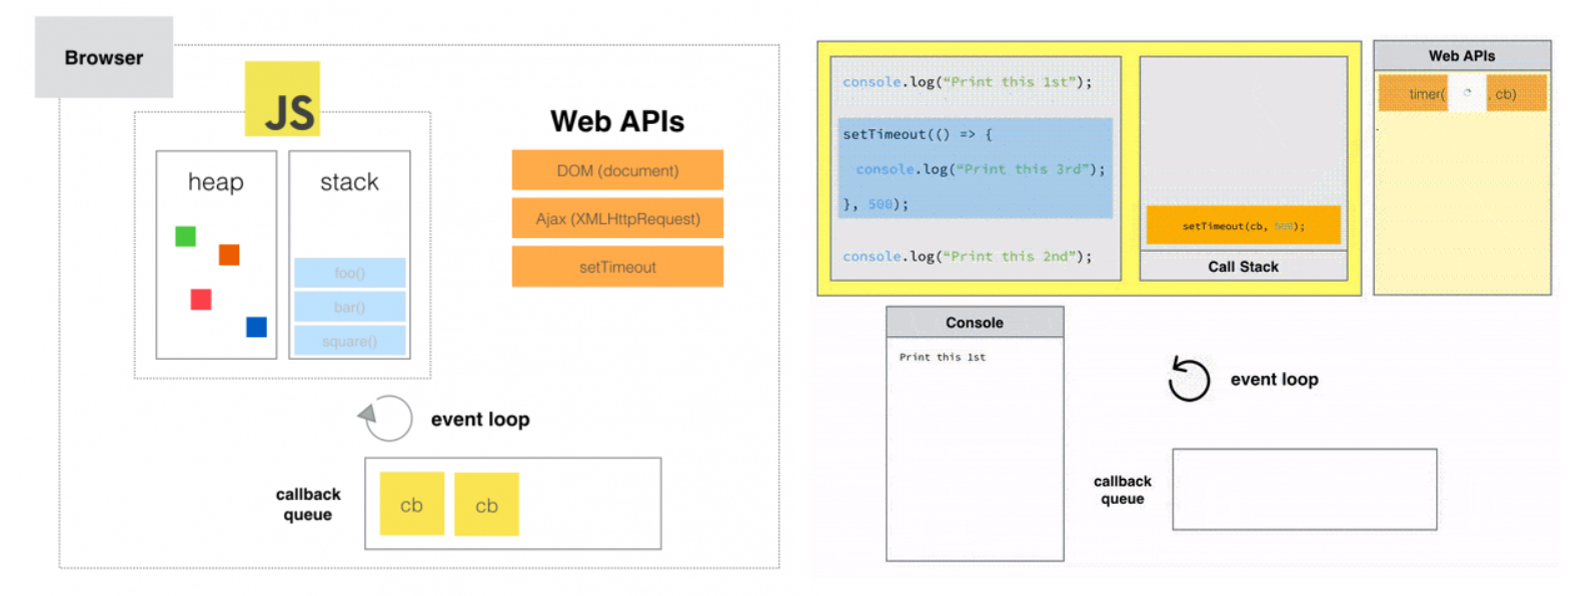 Browser
JS
heap
stack
foo()
bar()
square()
Web APIs
DOM (document)
Ajax (XMLHttpRequest)
setTimeout
event loop
callback
queue
cb
cb
console.log(“Print this 1st”);
setTimeout(() => {
console.log(“Print this 3rd”);
}, 500);
console.log(“Print this 2nd”);
setTimeout(cb, 500);
Call Stack
Web APIs
timer( , cb)
Console
Print this 1st
event loop
callback
queue